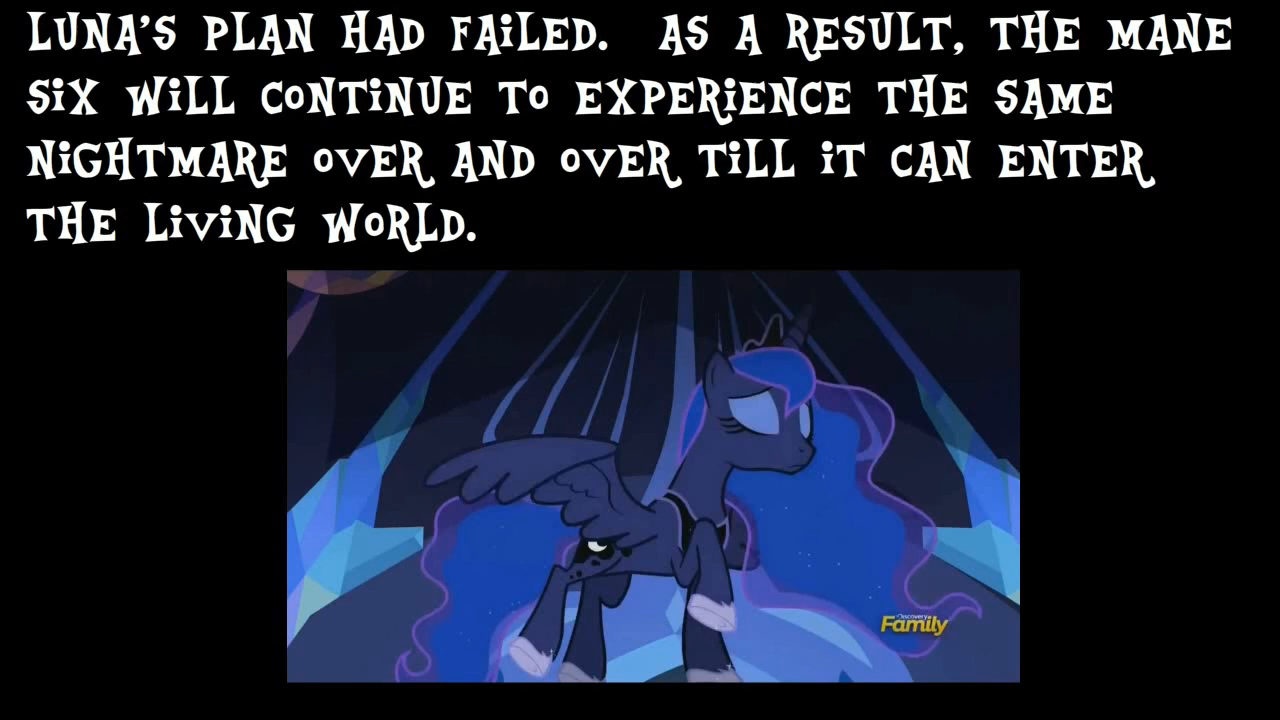 LUNA'S PLAN HAD FAiLED. AS A RESULT, THE MANE
SiX WiLL CONTiNUE TO EXPERiENCE THE SAME
NiGHTMARE OVER AND OVER TiLL iT CAN ENTER
THE LiViNG WORLD.
Discovery
Family